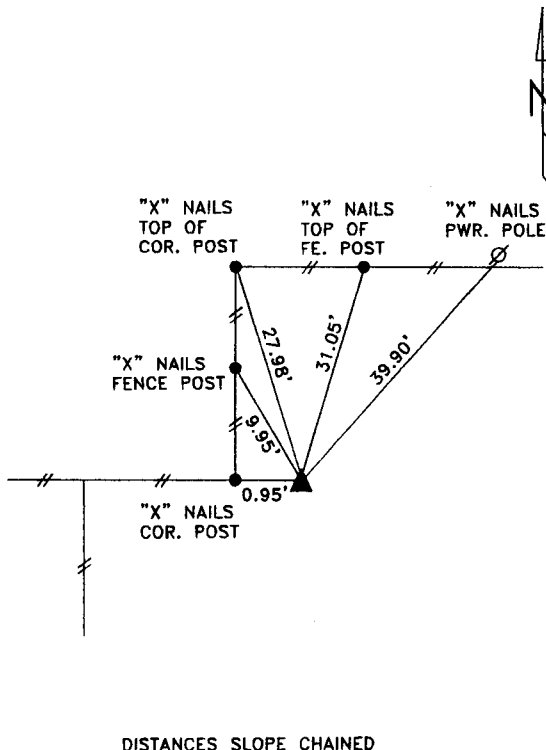 N
"X" NAILS
TOP OF
COR. POST
"X" NAILS
TOP OF
FE. POST
"X" NAILS
PWR. POLE
27.98'
31.05'
39.90'
"X" NAILS
FENCE POST
9.95'
0.95'
"X" NAILS
COR. POST
DISTANCES SLOPE CHAINED